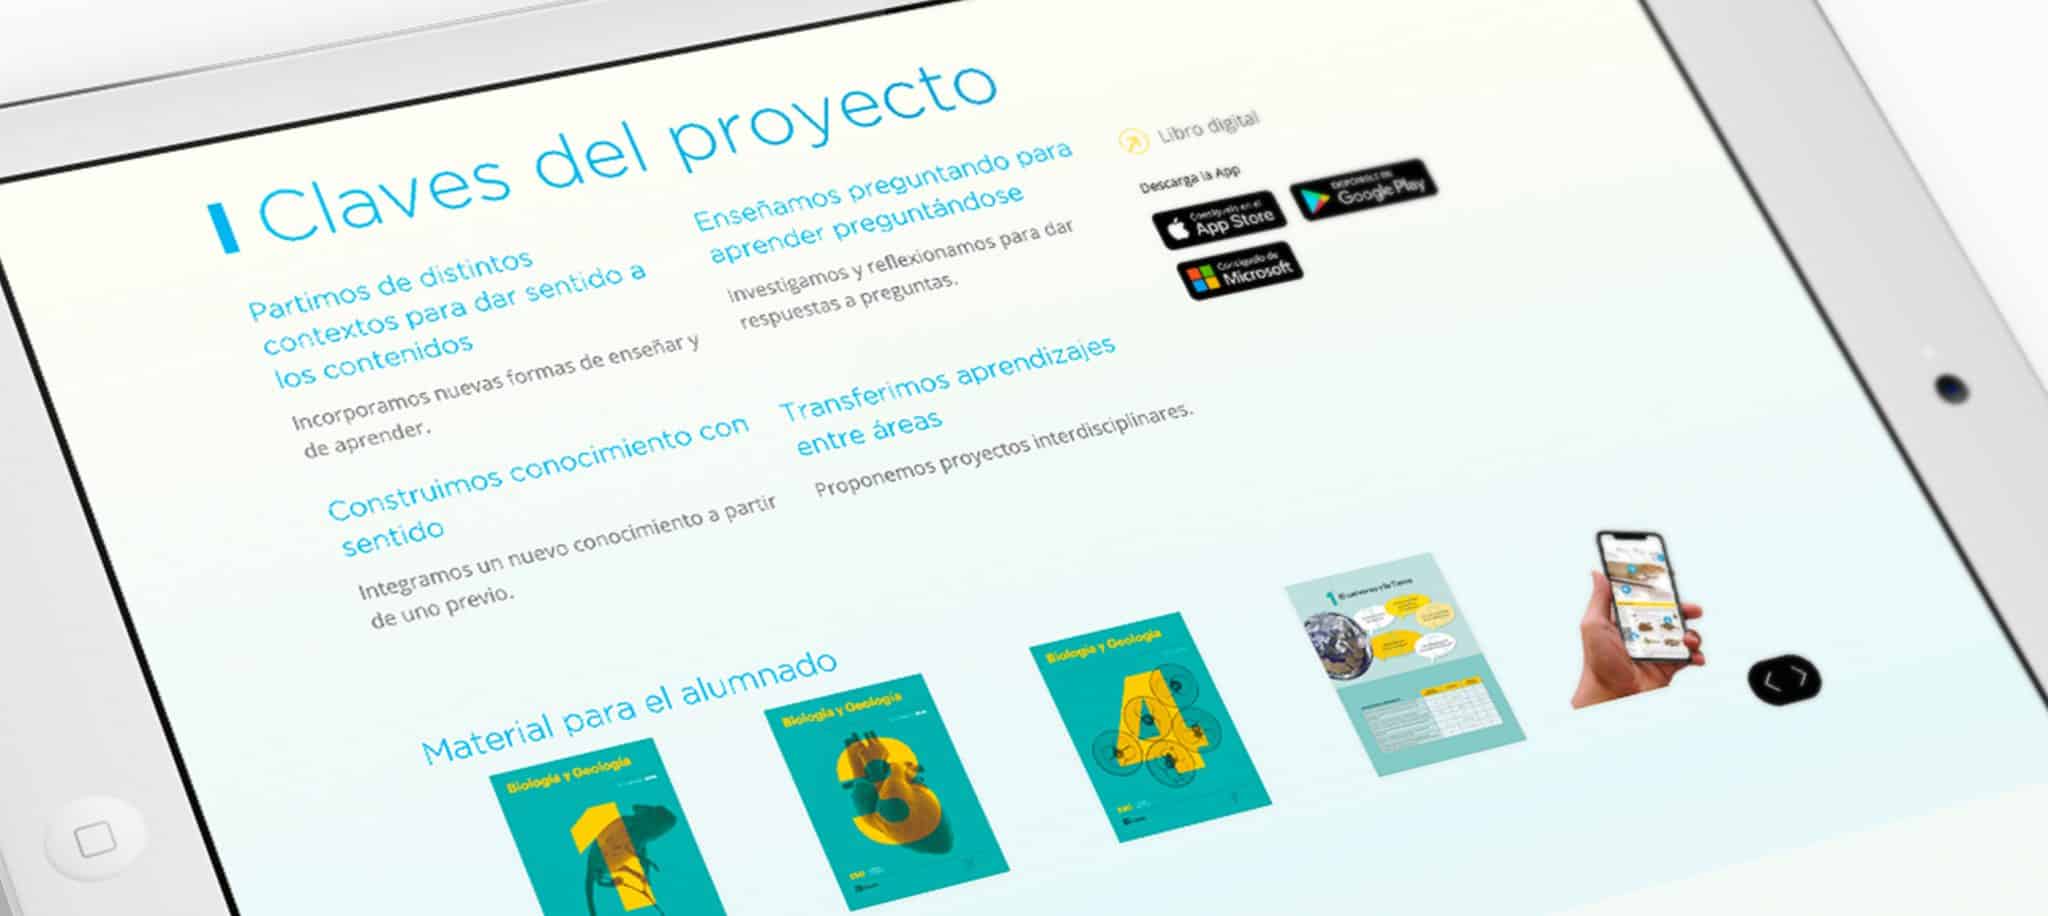 Claves del proyecto
Partimos de distintos
contextos para dar sentido a
los contenidos
Incorporamos nuevas formas de enseñar y
de aprender.
Enseñamos preguntando para
aprender preguntándose
Investigamos y reflexionamos para dar
respuestas a preguntas.
Construimos conocimiento con
sentido
Integramos un nuevo conocimiento a partir
de uno previo.
Transferimos aprendizajes
entre áreas
Proponemos proyectos interdisciplinares.
Libro digital
Descarga la App
Consíguelo en el
App Store
DISPONIBLE EN
Google Play
Consíguelo de
Microsoft
Material para el alumnado
Biología y Geología
1
Biología y Geología
3
ESO
Biología y Geología
4
ESO
1 El universo y la Tierra